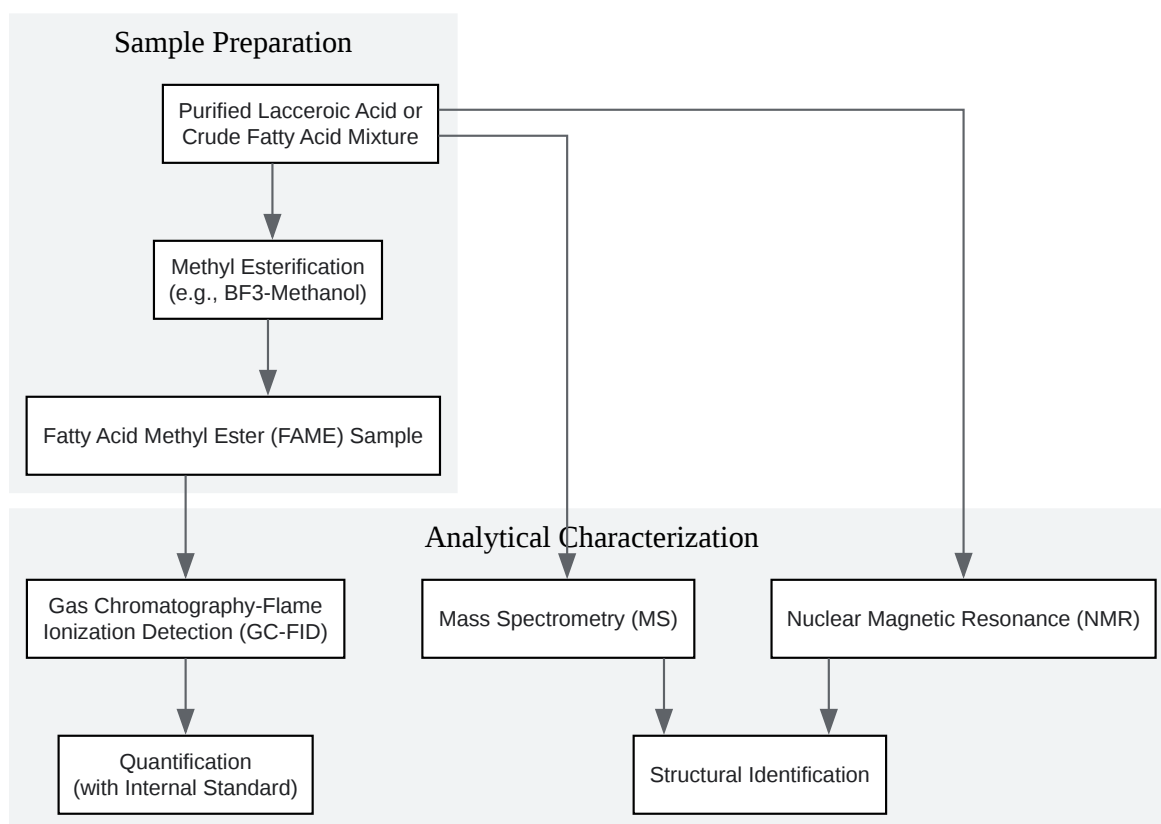 Sample Preparation
Purified Lacceroic Acid or
Crude Fatty Acid Mixture
Methyl Esterification
(e.g., BF3-Methanol)
Fatty Acid Methyl Ester (FAME) Sample
Analytical Characterization
Gas Chromatography-Flame
Ionization Detection (GC-FID)
Mass Spectrometry (MS)
Nuclear Magnetic Resonance (NMR)
Quantification
(with Internal Standard)
Structural Identification